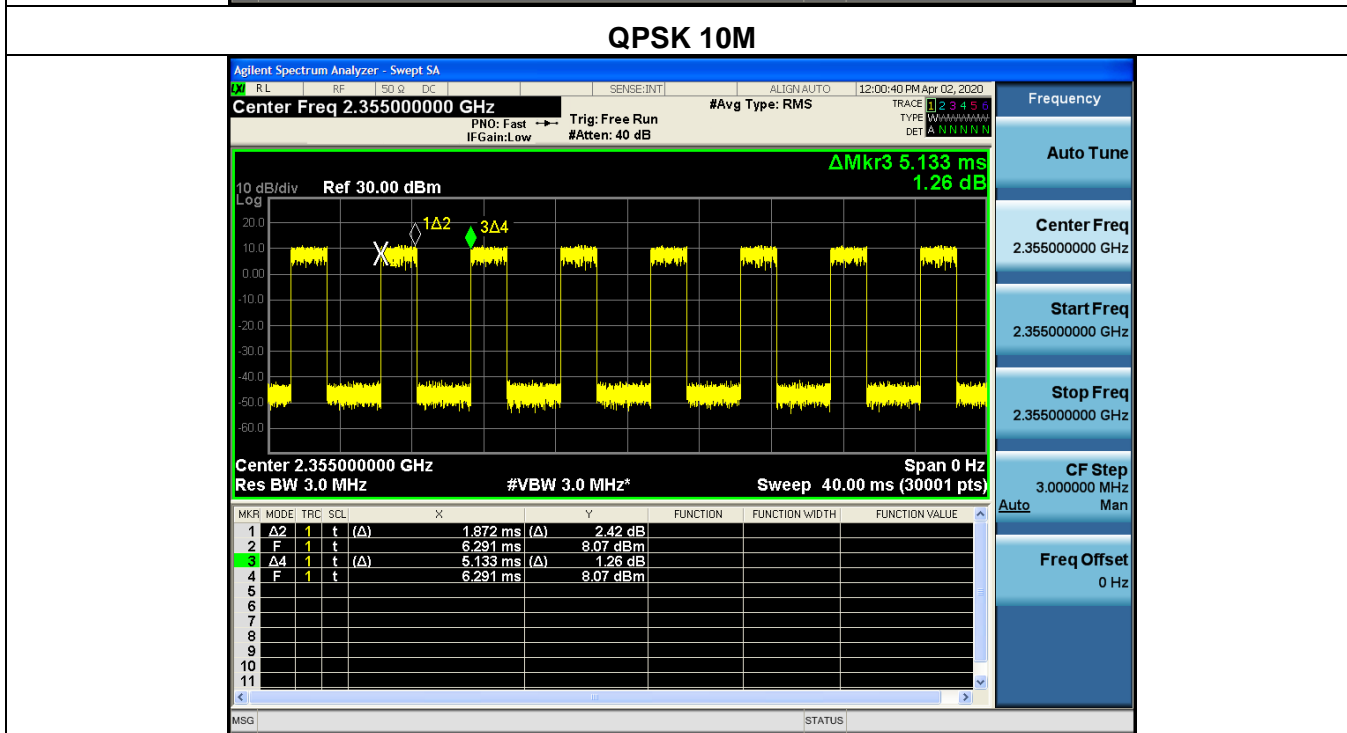 QPSK 10M
Agilent Spectrum Analyzer - Swept SA
LXI RL RF 50 Ω DC SENSE:INT ALIGN AUTO 12:00:40 PM Apr 02, 2020
Center Freq 2.355000000 GHz #Avg Type: RMS TRACE 1 2 3 4 5 6
PNO: Fast Trig: Free Run TYPE WWWWWW
IFGain:Low #Atten: 40 dB DET A N N N N N
ΔMkr3 5.133 ms
1.26 dB
10 dB/div Ref 30.00 dBm
Log
20.0
10.0
0.00
-10.0
-20.0
-30.0
-40.0
-50.0
-60.0
1Δ2
3Δ4
X
Center 2.355000000 GHz Span 0 Hz
Res BW 3.0 MHz #VBW 3.0 MHz* Sweep 40.00 ms (30001 pts)
MKR MODE TRC SCL X Y FUNCTION FUNCTION WIDTH FUNCTION VALUE
1 Δ2 1 t (Δ) 1.872 ms (Δ) 2.42 dB
2 F 1 t 6.291 ms 8.07 dBm
3 Δ4 1 t (Δ) 5.133 ms (Δ) 1.26 dB
4 F 1 t 6.291 ms 8.07 dBm
5
6
7
8
9
10
11
MSG STATUS
Frequency
Auto Tune
Center Freq
2.355000000 GHz
Start Freq
2.355000000 GHz
Stop Freq
2.355000000 GHz
CF Step
3.000000 MHz
Auto Man
Freq Offset
0 Hz